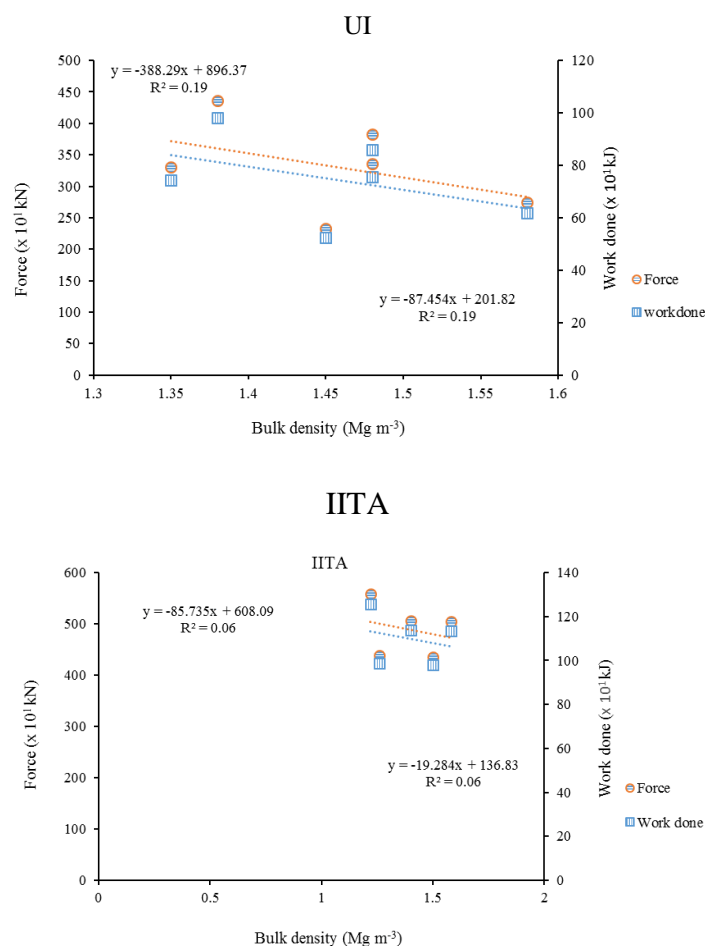 UI
y = -388.29x + 896.37
R² = 0.19
500
450
400
350
300
250
200
150
100
50
0
Force (x 10¹ kN)
120
100
80
60
40
20
0
Work done (x 10¹ kJ)
y = -87.454x + 201.82
R² = 0.19
Force
workdone
1.3
1.35
1.4
1.45
1.5
1.55
1.6
Bulk density (Mg m⁻³)
IITA
IITA
y = -85.735x + 608.09
R² = 0.06
600
500
400
300
200
100
0
Force (x 10¹ kN)
140
120
100
80
60
40
20
0
Work done (x 10¹ kJ)
y = -19.284x + 136.83
R² = 0.06
Force
Work done
0
0.5
1
1.5
2
Bulk density (Mg m⁻³)